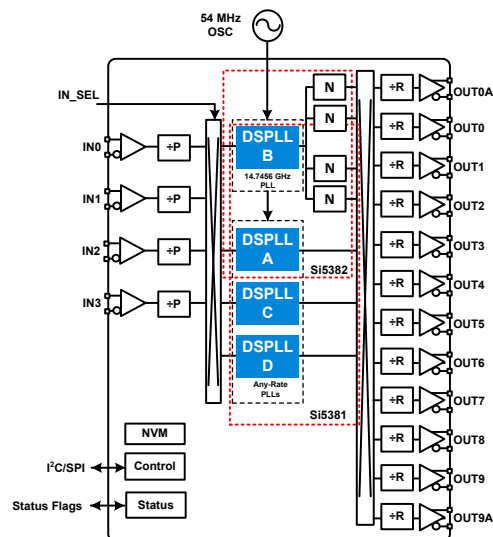 54 MHz
OSC
IN_SEL
IN0
÷P
IN1
÷P
IN2
÷P
IN3
÷P
DSPLL
B
14.7456 GHz
PLL
DSPLL
A
DSPLL
C
DSPLL
D
Any-Rate
PLLs
N
N
N
N
Si5382
Si5381
÷R
OUT0A
÷R
OUT0
÷R
OUT1
÷R
OUT2
÷R
OUT3
÷R
OUT4
÷R
OUT5
÷R
OUT6
÷R
OUT7
÷R
OUT8
÷R
OUT9
÷R
OUT9A
NVM
I²C/SPI
Control
Status Flags
Status